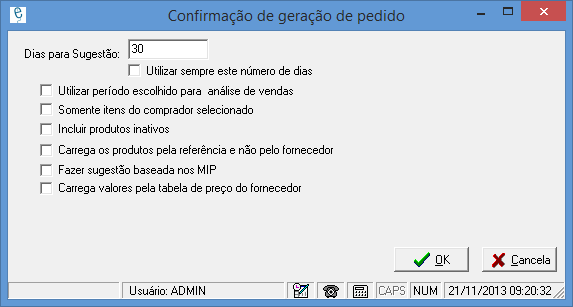 Confirmação de geração de pedido
Dias para Sugestão: 30
Utilizar sempre este número de dias
Utilizar período escolhido para análise de vendas
Somente itens do comprador selecionado
Incluir produtos inativos
Carrega os produtos pela referência e não pelo fornecedor
Fazer sugestão baseada nos MIP
Carrega valores pela tabela de preço do fornecedor
OK Cancela
Usuário: ADMIN CAPS NUM 21/11/2013 09:20:32